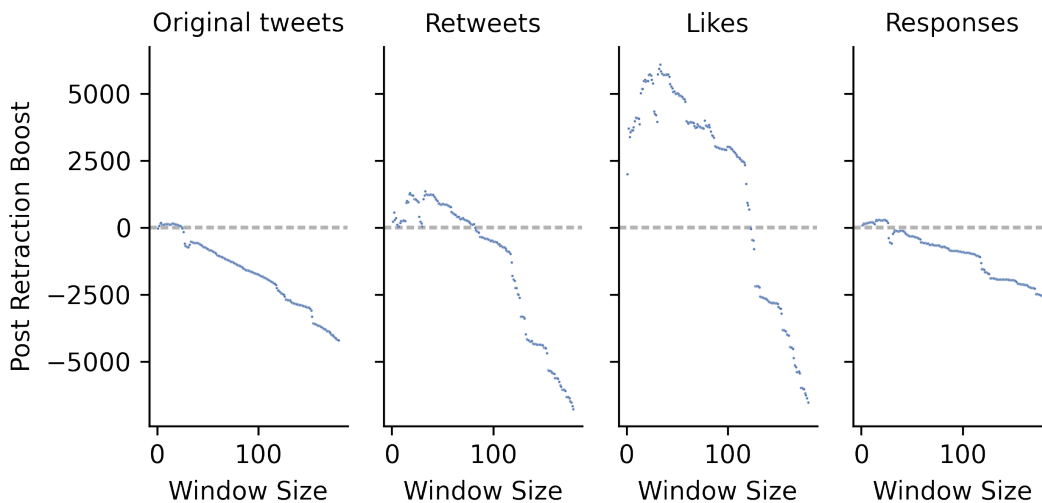 Original tweets
Retweets
Likes
Responses
Post Retraction Boost
5000
2500
0
−2500
−5000
0 100
0 100
0 100
0 100
Window Size
Window Size
Window Size
Window Size